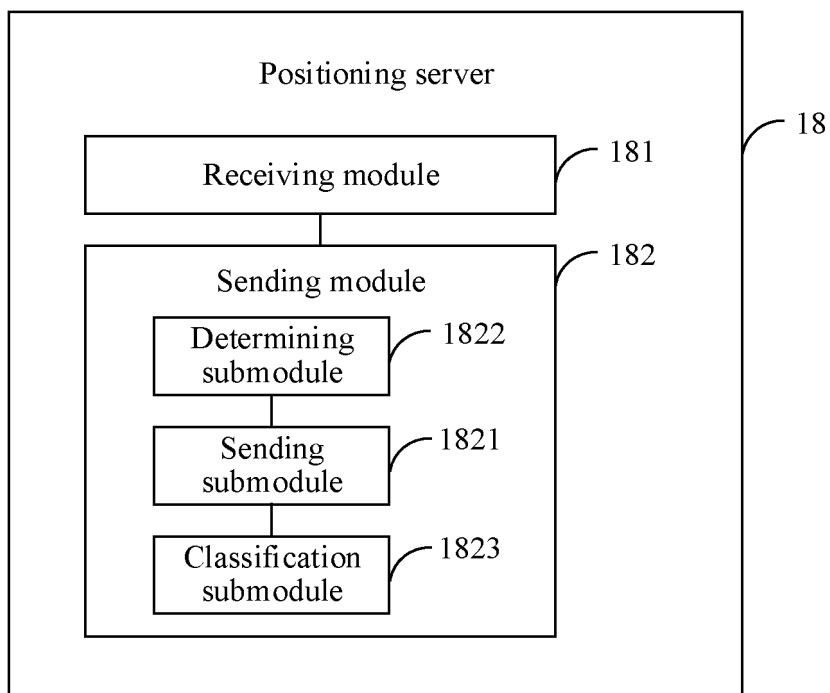 Positioning server
18
Receiving module
181
Sending module
182
Determining
submodule
1822
Sending
submodule
1821
Classification
submodule
1823